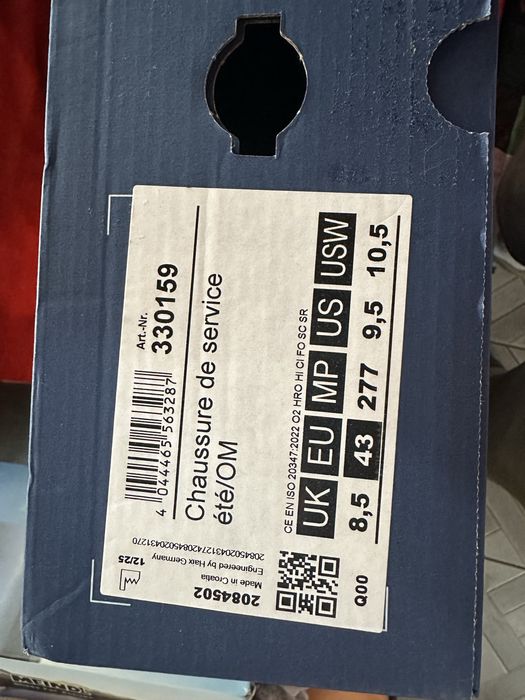 4 044465 563287
Art.-Nr.
330159
Chaussure de service
été/OM
CE EN ISO 20347:2022 O2 HRO HI CI FO SC SR
UK EU MP US USW
8,5 43 277 9,5 10,5
Q00
2084502
Made in Croatia
Engineered by Haix Germany
12/25
2084502043127420845020431270